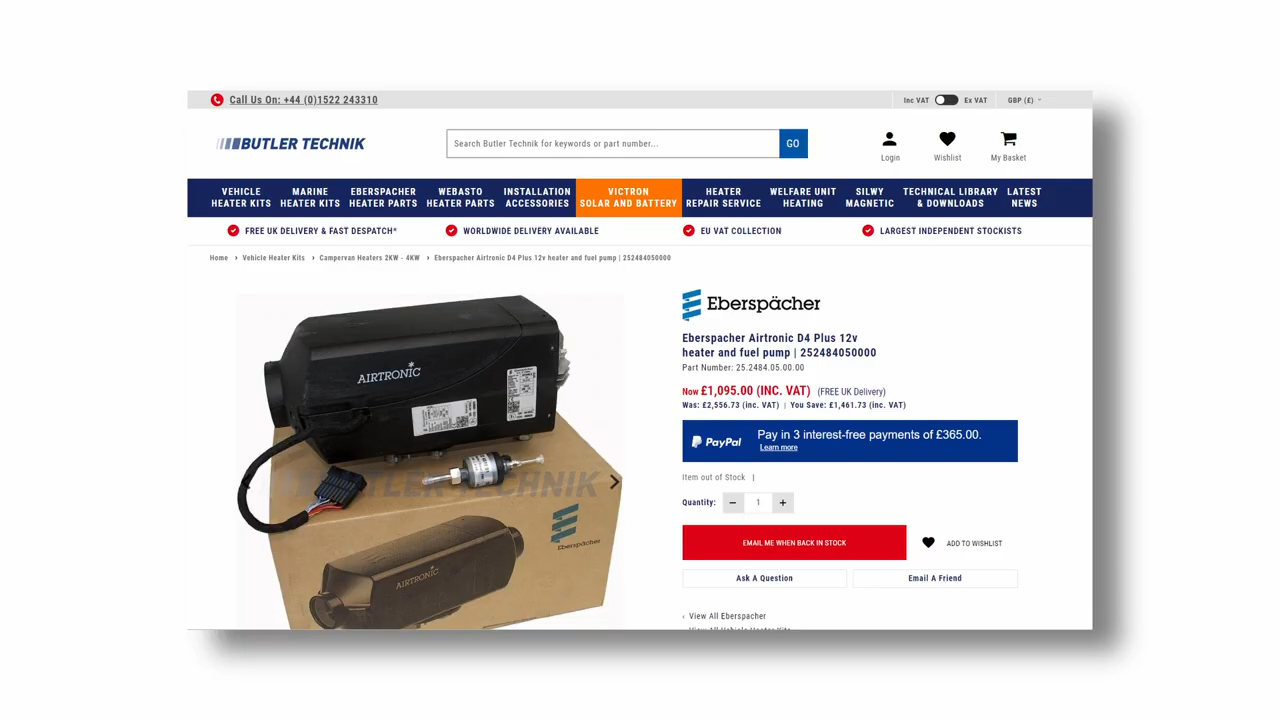 Call Us On: +44 (0)1522 243310
Inc VAT Ex VAT GBP (£)
BUTLER TECHNIK
Search Butler Technik for keywords or part number...
GO
Login
Wishlist
My Basket
VEHICLE HEATER KITS
MARINE HEATER KITS
EBERSPACHER HEATER PARTS
WEBASTO HEATER PARTS
INSTALLATION ACCESSORIES
VICTRON SOLAR AND BATTERY
HEATER REPAIR SERVICE
WELFARE UNIT HEATING
SILWY MAGNETIC
TECHNICAL LIBRARY & DOWNLOADS
LATEST NEWS
FREE UK DELIVERY & FAST DESPATCH*
WORLDWIDE DELIVERY AVAILABLE
EU VAT COLLECTION
LARGEST INDEPENDENT STOCKISTS
Home › Vehicle Heater Kits › Campervan Heaters 2KW - 4KW › Eberspacher Airtronic D4 Plus 12v heater and fuel pump | 252484050000
AIRTRONIC
BUTLER TECHNIK
Eberspächer
AIRTRONIC
Eberspächer
Eberspacher Airtronic D4 Plus 12v
heater and fuel pump | 252484050000
Part Number: 25.2484.05.00.00
Now £1,095.00 (INC. VAT) (FREE UK Delivery)
Was: £2,556.73 (inc. VAT) | You Save: £1,461.73 (inc. VAT)
PayPal
Pay in 3 interest-free payments of £365.00.
Learn more
Item out of Stock |
Quantity: − 1 +
EMAIL ME WHEN BACK IN STOCK
ADD TO WISHLIST
Ask A Question
Email A Friend
‹ View All Eberspacher